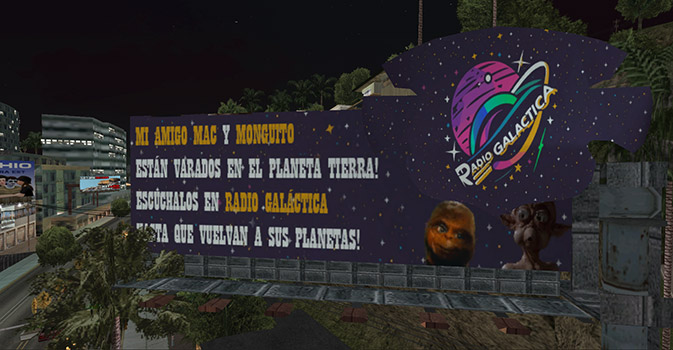 MI AMIGO MAC Y MONGUITO
ESTÁN VARADOS EN EL PLANETA TIERRA!
ESCÚCHALOS EN RADIO GALÁCTICA
HASTA QUE VUELVAN A SUS PLANETAS!
RADIO GALACTICA